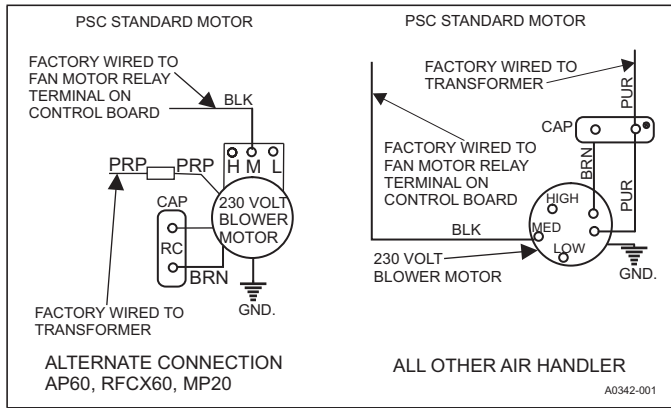 PSC STANDARD MOTOR
FACTORY WIRED TO
FAN MOTOR RELAY
TERMINAL ON
CONTROL BOARD
BLK
H M L
PRP PRP
CAP
RC
230 VOLT
BLOWER
MOTOR
BRN
GND.
FACTORY WIRED TO
TRANSFORMER
ALTERNATE CONNECTION
AP60, RFCX60, MP20
PSC STANDARD MOTOR
FACTORY WIRED TO
TRANSFORMER
PUR
CAP
FACTORY WIRED TO
FAN MOTOR RELAY
TERMINAL ON
CONTROL BOARD
BRN
PUR
HIGH
MED
LOW
BLK
230 VOLT
BLOWER MOTOR
GND.
ALL OTHER AIR HANDLER
A0342-001